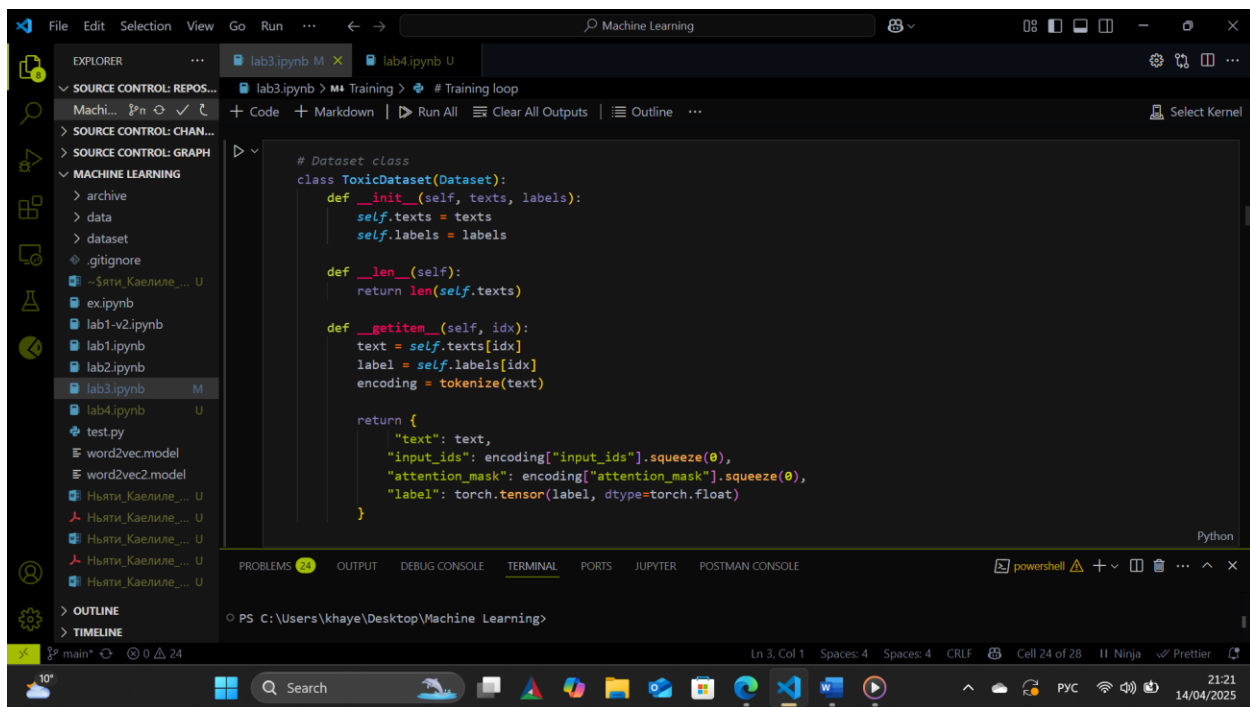 File Edit Selection View Go Run ··· Machine Learning
EXPLORER ···
lab3.ipynb M
lab4.ipynb U
SOURCE CONTROL: REPOS...
Machi...
SOURCE CONTROL: CHAN...
SOURCE CONTROL: GRAPH
MACHINE LEARNING
archive
data
dataset
.gitignore
~$яти_Каелиле_... U
ex.ipynb
lab1-v2.ipynb
lab1.ipynb
lab2.ipynb
lab3.ipynb M
lab4.ipynb U
test.py
word2vec.model
word2vec2.model
Ньяти_Каелиле_... U
Ньяти_Каелиле_... U
Ньяти_Каелиле_... U
Ньяти_Каелиле_... U
Ньяти_Каелиле_... U
OUTLINE
TIMELINE
8
lab3.ipynb > M↓ Training > # Training loop
+ Code + Markdown | Run All Clear All Outputs | Outline ··· Select Kernel
# Dataset class
class ToxicDataset(Dataset):
def __init__(self, texts, labels):
self.texts = texts
self.labels = labels
def __len__(self):
return len(self.texts)
def __getitem__(self, idx):
text = self.texts[idx]
label = self.labels[idx]
encoding = tokenize(text)
return {
"text": text,
"input_ids": encoding["input_ids"].squeeze(0),
"attention_mask": encoding["attention_mask"].squeeze(0),
"label": torch.tensor(label, dtype=torch.float)
}
Python
PROBLEMS 24 OUTPUT DEBUG CONSOLE TERMINAL PORTS JUPYTER POSTMAN CONSOLE powershell
PS C:\Users\khaye\Desktop\Machine Learning>
main* 0 24 Ln 3, Col 1 Spaces: 4 Spaces: 4 CRLF Cell 24 of 28 Ninja Prettier
10° Search РУС 21:21
14/04/2025